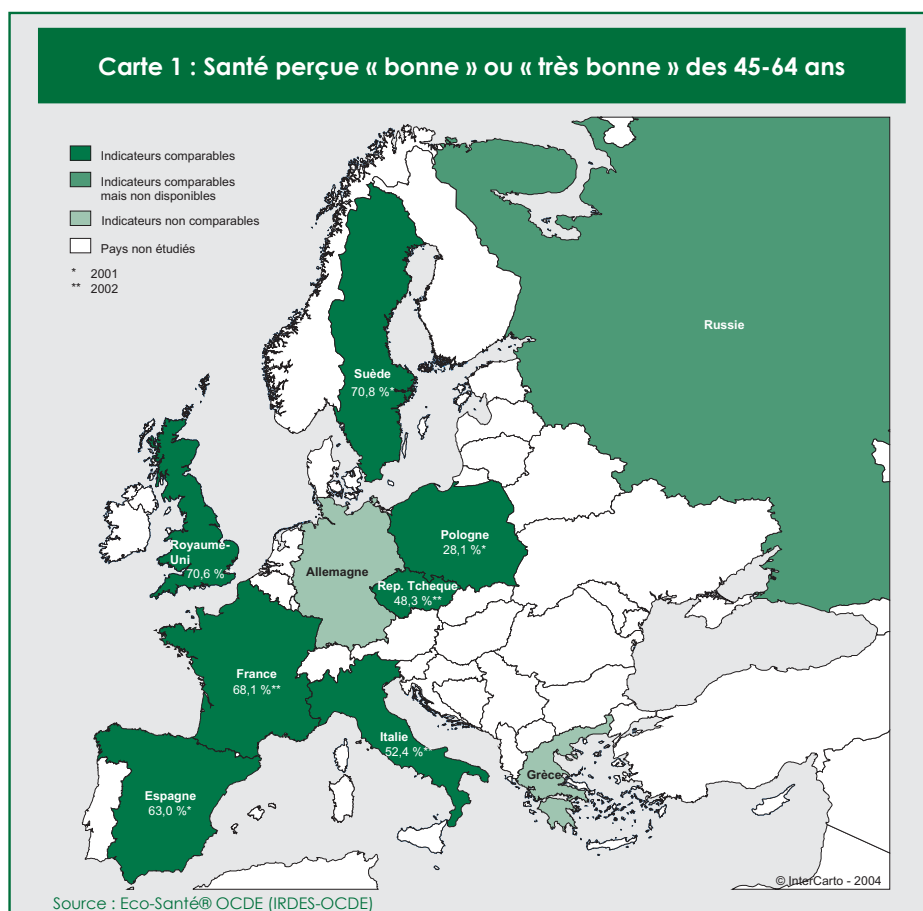 Carte 1 : Santé perçue « bonne » ou « très bonne » des 45-64 ans
Indicateurs comparables
Indicateurs comparables
mais non disponibles
Indicateurs non comparables
Pays non étudiés
* 2001
** 2002
Russie
Suède
70,8 %*
Royaume-
Uni
70,6 %
Pologne
28,1 %*
Allemagne
Rep. Tchèque
48,3 %**
France
68,1 %**
Italie
52,4 %**
Grèce
Espagne
63,0 %*
© InterCarto - 2004
Source : Eco-Santé® OCDE (IRDES-OCDE)